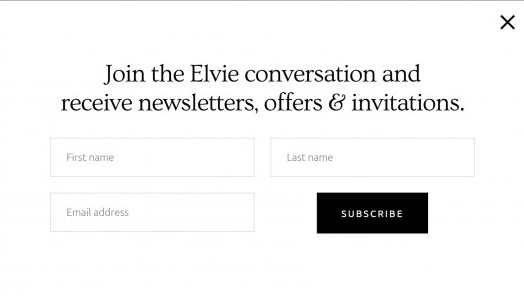 Join the Elvie conversation and
receive newsletters, offers & invitations.
First name
Last name
Email address
SUBSCRIBE